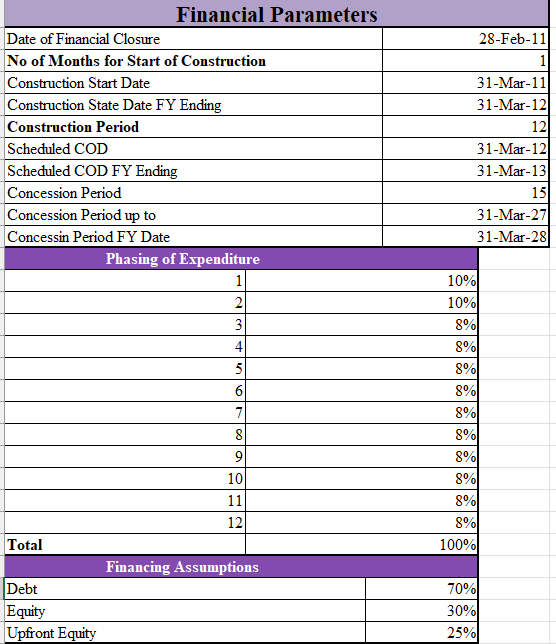 Financial Parameters
Date of Financial Closure 28-Feb-11
No of Months for Start of Construction 1
Construction Start Date 31-Mar-11
Construction State Date FY Ending 31-Mar-12
Construction Period 12
Scheduled COD 31-Mar-12
Scheduled COD FY Ending 31-Mar-13
Concession Period 15
Concession Period up to 31-Mar-27
Concessin Period FY Date 31-Mar-28
Phasing of Expenditure
1 10%
2 10%
3 8%
4 8%
5 8%
6 8%
7 8%
8 8%
9 8%
10 8%
11 8%
12 8%
Total 100%
Financing Assumptions
Debt 70%
Equity 30%
Upfront Equity 25%